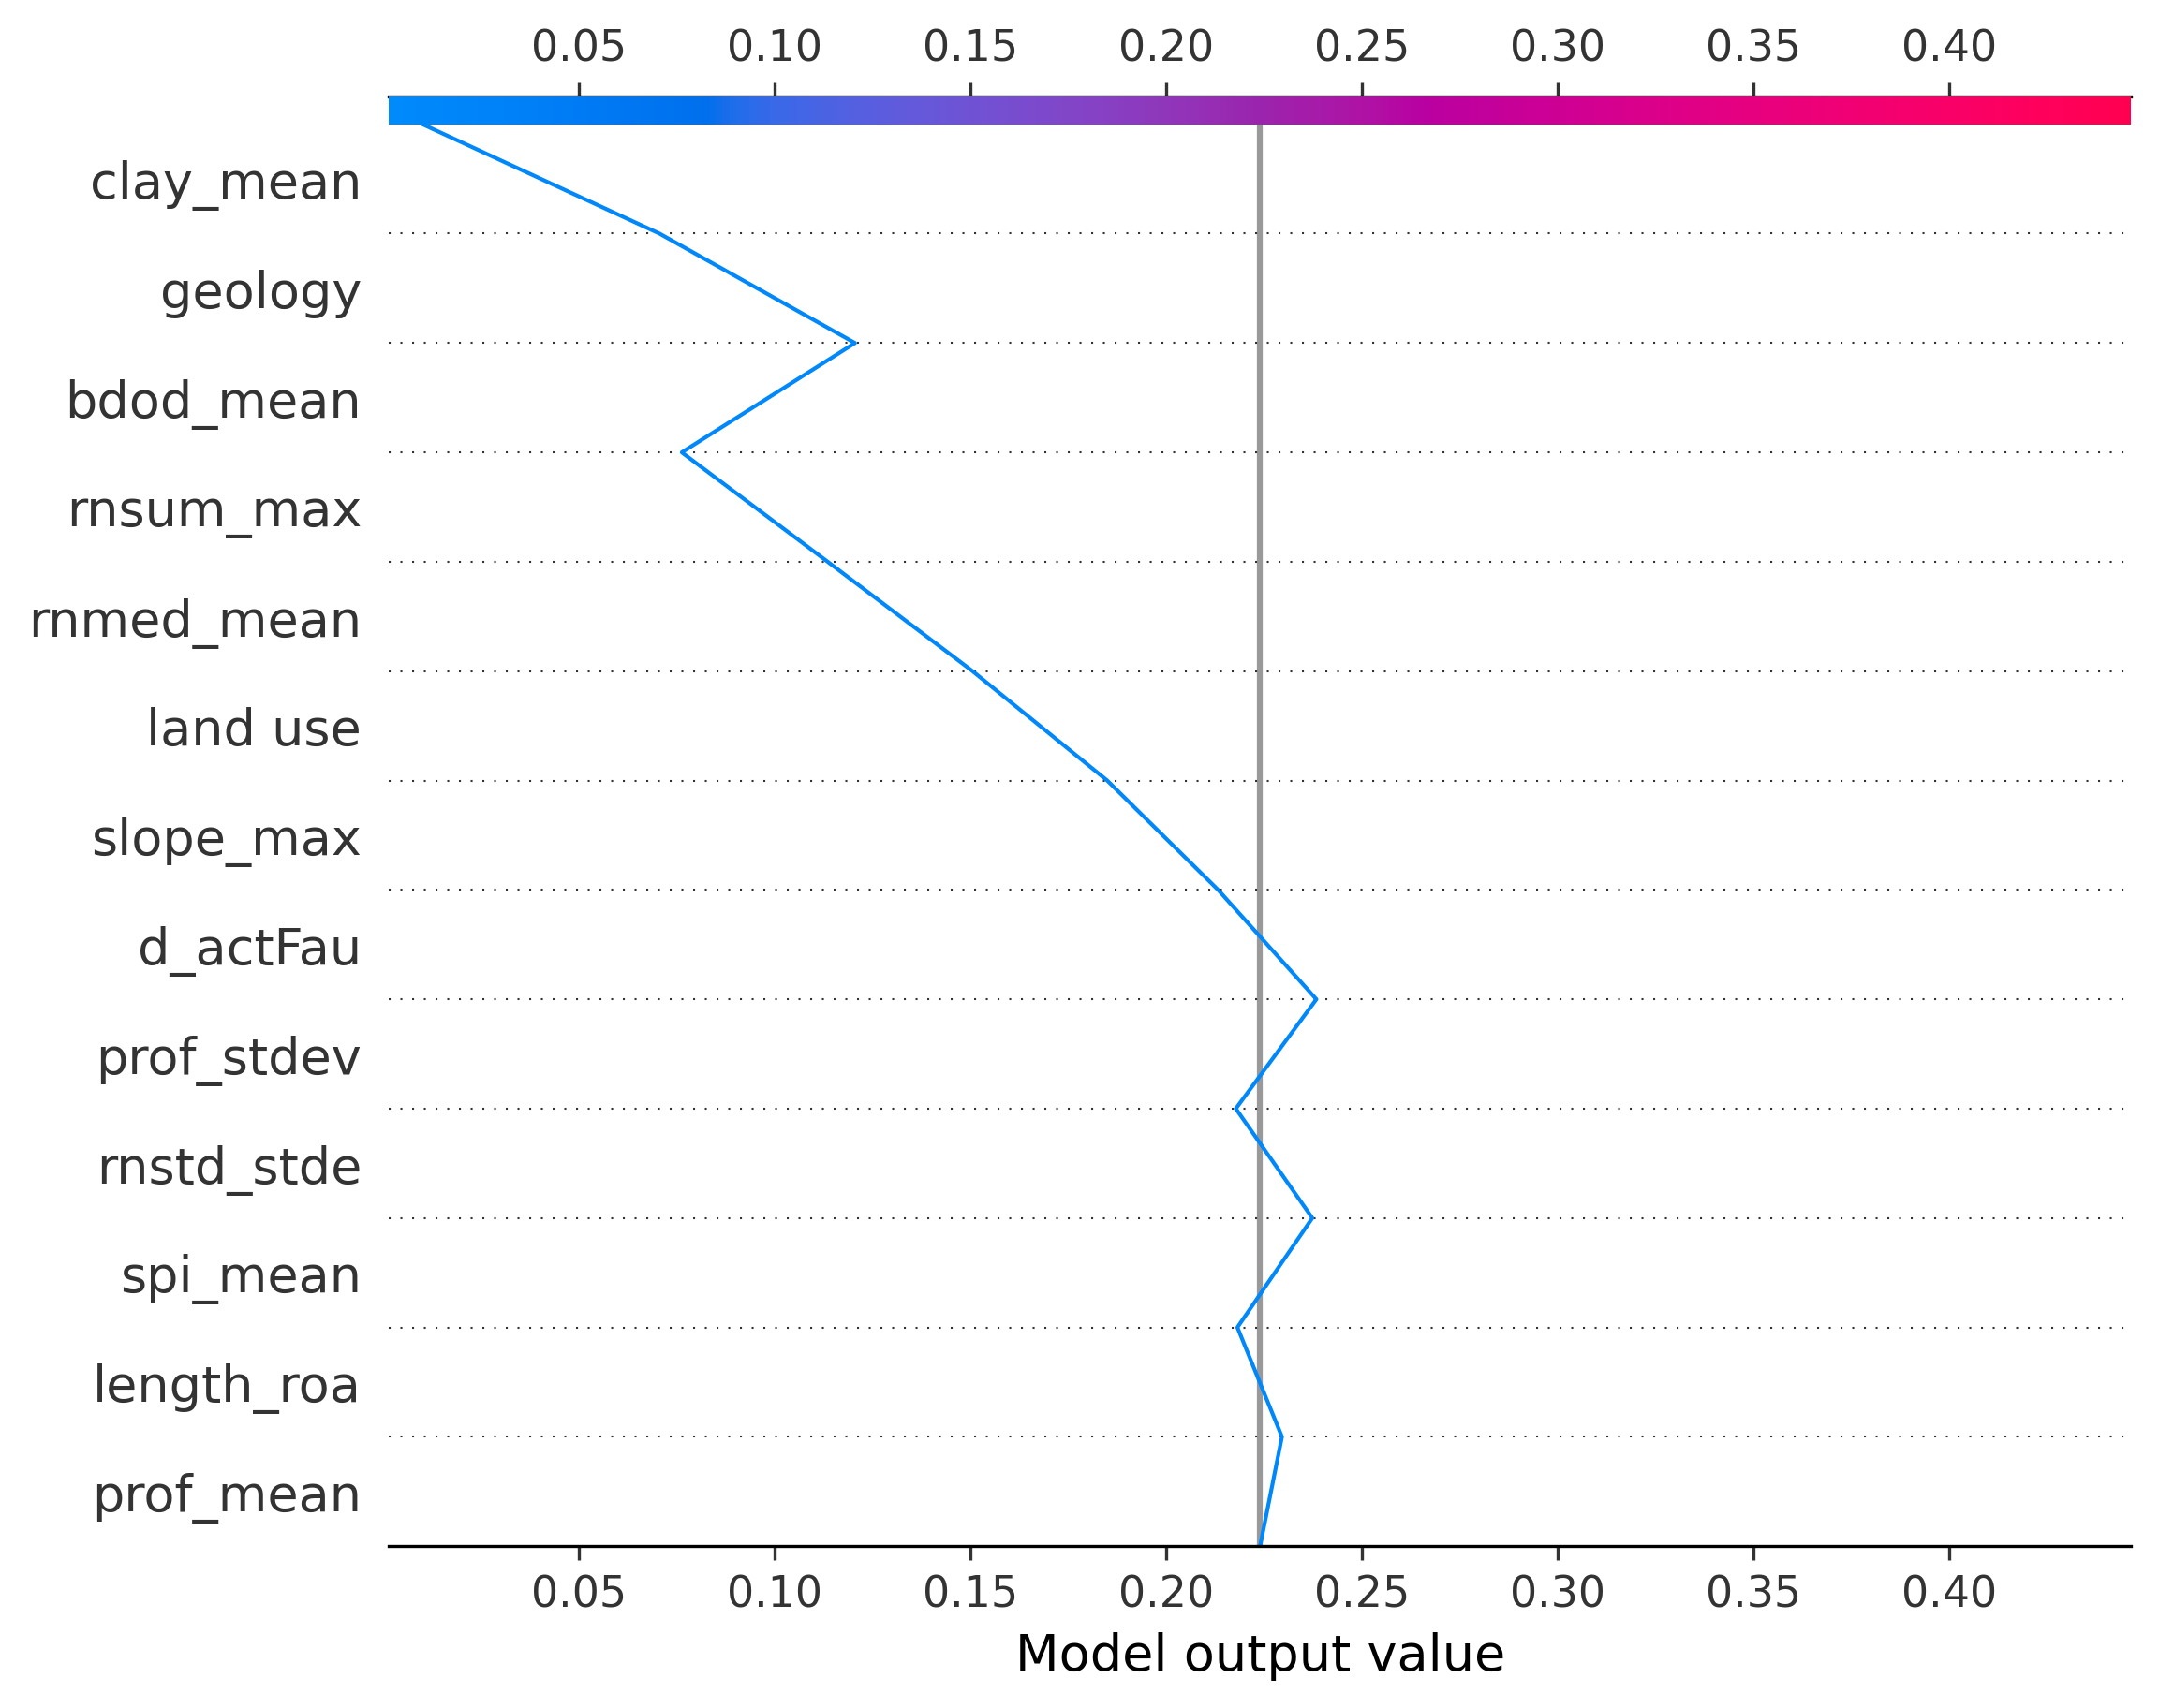 0.05 0.10 0.15 0.20 0.25 0.30 0.35 0.40
clay_mean
geology
bdod_mean
rnsum_max
rnmed_mean
land use
slope_max
d_actFau
prof_stdev
rnstd_stde
spi_mean
length_roa
prof_mean
0.05 0.10 0.15 0.20 0.25 0.30 0.35 0.40
Model output value